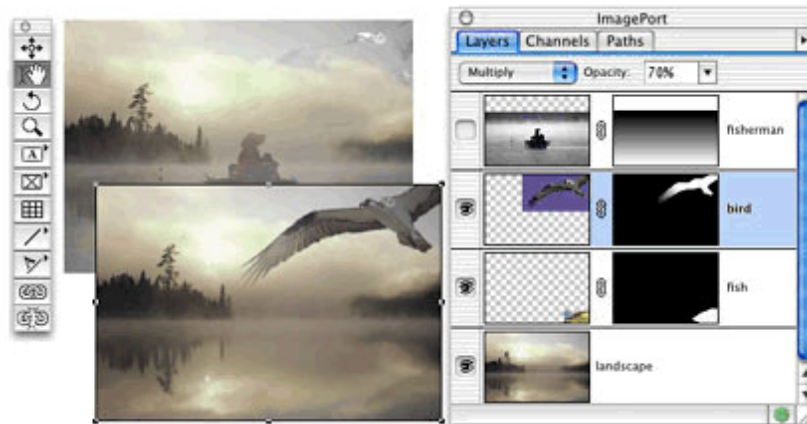 ImagePort
Layers Channels Paths
Multiply Opacity: 70%
fisherman
bird
fish
landscape
A